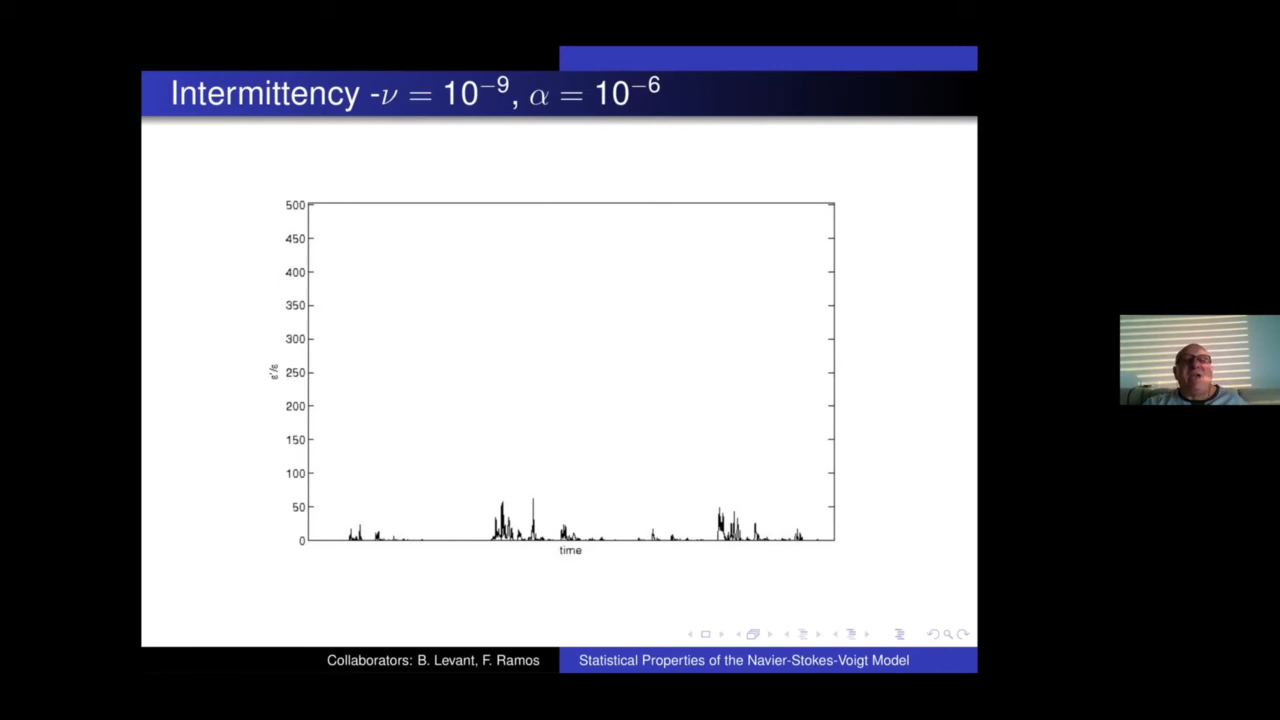 Intermittency -ν = 10⁻⁹, α = 10⁻⁶
500
450
400
350
300
250
200
150
100
50
0
ε'/ε
time
Collaborators: B. Levant, F. Ramos
Statistical Properties of the Navier-Stokes-Voigt Model